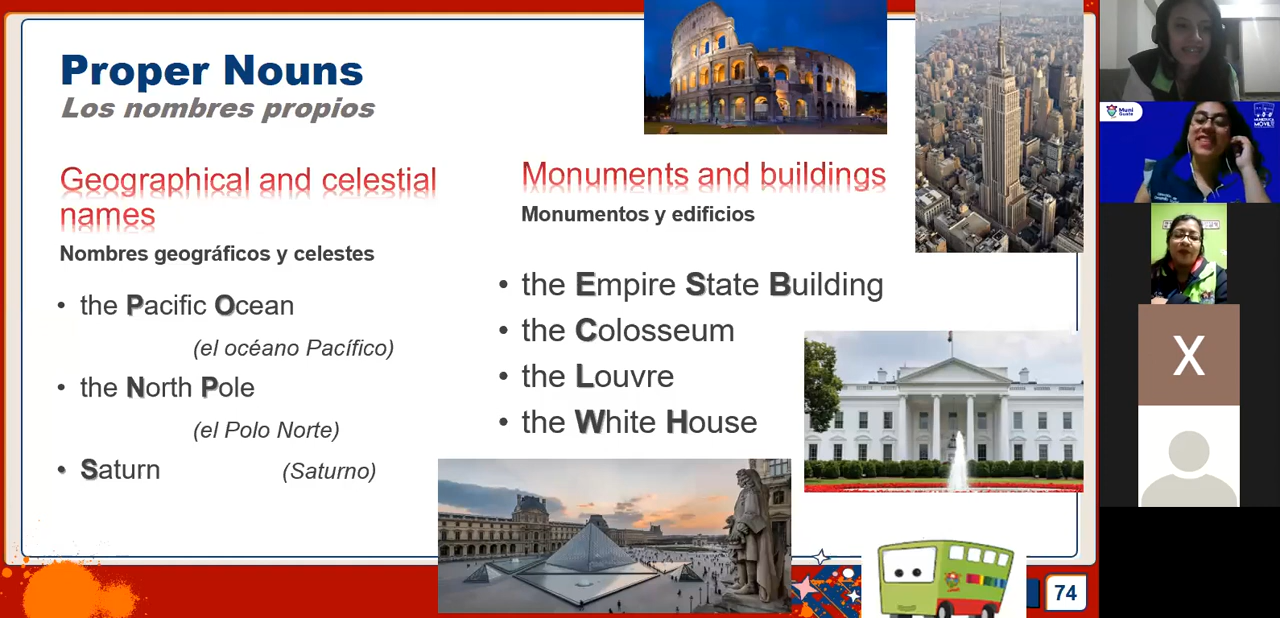 Proper Nouns
Los nombres propios
Geographical and celestial
names
Nombres geográficos y celestes
• the Pacific Ocean
(el océano Pacífico)
• the North Pole
(el Polo Norte)
• Saturn (Saturno)
Monuments and buildings
Monumentos y edificios
• the Empire State Building
• the Colosseum
• the Louvre
• the White House
74
Muni
Guate
X